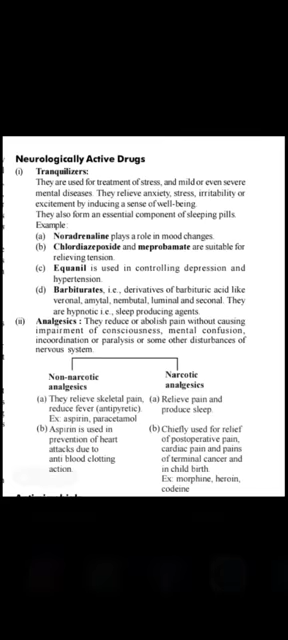 Neurologically Active Drugs
(i) Tranquilizers:
They are used for treatment of stress, and mild or even severe
mental diseases. They relieve anxiety, stress, irritability or
excitement by inducing a sense of well-being.
They also form an essential component of sleeping pills.
Example :
(a) Noradrenaline plays a role in mood changes.
(b) Chlordiazepoxide and meprobamate are suitable for
relieving tension.
(c) Equanil is used in controlling depression and
hypertension.
(d) Barbiturates, i.e., derivatives of barbituric acid like
veronal, amytal, nembutal, luminal and seconal. They
are hypnotic i.e., sleep producing agents.
(ii) Analgesics : They reduce or abolish pain without causing
impairment of consciousness, mental confusion,
incoordination or paralysis or some other disturbances of
nervous system.
Non-narcotic
analgesics
(a) They relieve skeletal pain,
reduce fever (antipyretic).
Ex: aspirin, paracetamol
(b) Aspirin is used in
prevention of heart
attacks due to
anti blood clotting
action.
Narcotic
analgesics
(a) Relieve pain and
produce sleep.
(b) Chiefly used for relief
of postoperative pain,
cardiac pain and pains
of terminal cancer and
in child birth.
Ex: morphine, heroin,
codeine